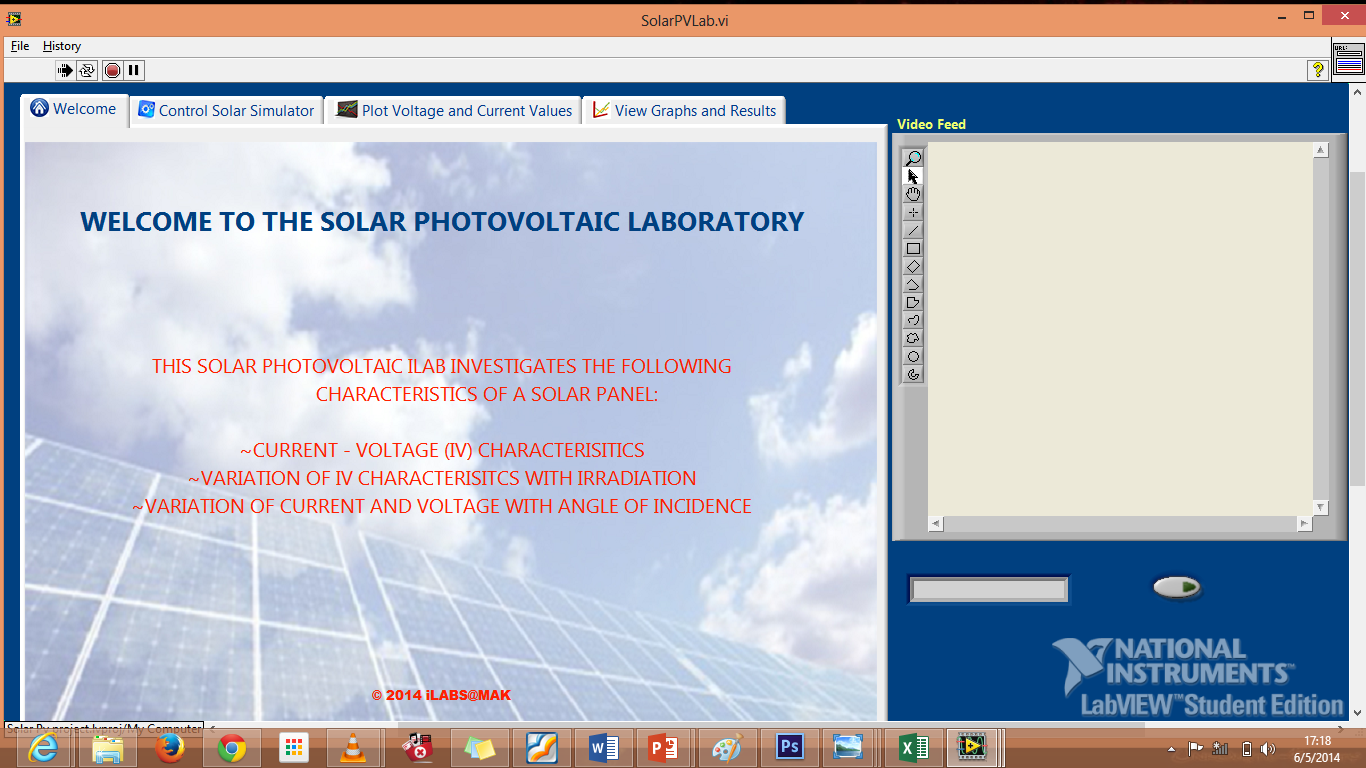 SolarPVLab.vi
File History
URL:
Welcome Control Solar Simulator Plot Voltage and Current Values View Graphs and Results
Video Feed
WELCOME TO THE SOLAR PHOTOVOLTAIC LABORATORY
THIS SOLAR PHOTOVOLTAIC ILAB INVESTIGATES THE FOLLOWING
CHARACTERISTICS OF A SOLAR PANEL:
~CURRENT - VOLTAGE (IV) CHARACTERISITICS
~VARIATION OF IV CHARACTERISITCS WITH IRRADIATION
~VARIATION OF CURRENT AND VOLTAGE WITH ANGLE OF INCIDENCE
© 2014 iLABS@MAK
NATIONAL
INSTRUMENTS™
LabVIEW™ Student Edition
Solar Pv project.lvproj/My Computer
Ps
17:18
6/5/2014